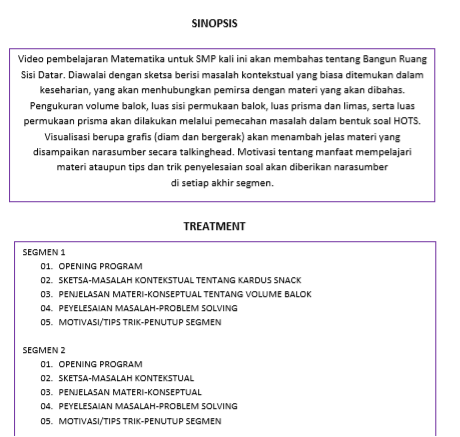 SINOPSIS
Video pembelajaran Matematika untuk SMP kali ini akan membahas tentang Bangun Ruang
Sisi Datar. Diawalai dengan sketsa berisi masalah kontekstual yang biasa ditemukan dalam
keseharian, yang akan menhubungkan pemirsa dengan materi yang akan dibahas.
Pengukuran volume balok, luas sisi permukaan balok, luas prisma dan limas, serta luas
permukaan prisma akan dilakukan melalui pemecahan masalah dalam bentuk soal HOTS.
Visualisasi berupa grafis (diam dan bergerak) akan menambah jelas materi yang
disampaikan narasumber secara talkinghead. Motivasi tentang manfaat mempelajari
materi ataupun tips dan trik penyelesaian soal akan diberikan narasumber
di setiap akhir segmen.
TREATMENT
SEGMEN 1
01. OPENING PROGRAM
02. SKETSA-MASALAH KONTEKSTUAL TENTANG KARDUS SNACK
03. PENJELASAN MATERI-KONSEPTUAL TENTANG VOLUME BALOK
04. PEYELESAIAN MASALAH-PROBLEM SOLVING
05. MOTIVASI/TIPS TRIK-PENUTUP SEGMEN
SEGMEN 2
01. OPENING PROGRAM
02. SKETSA-MASALAH KONTEKSTUAL
03. PENJELASAN MATERI-KONSEPTUAL
04. PEYELESAIAN MASALAH-PROBLEM SOLVING
05. MOTIVASI/TIPS TRIK-PENUTUP SEGMEN